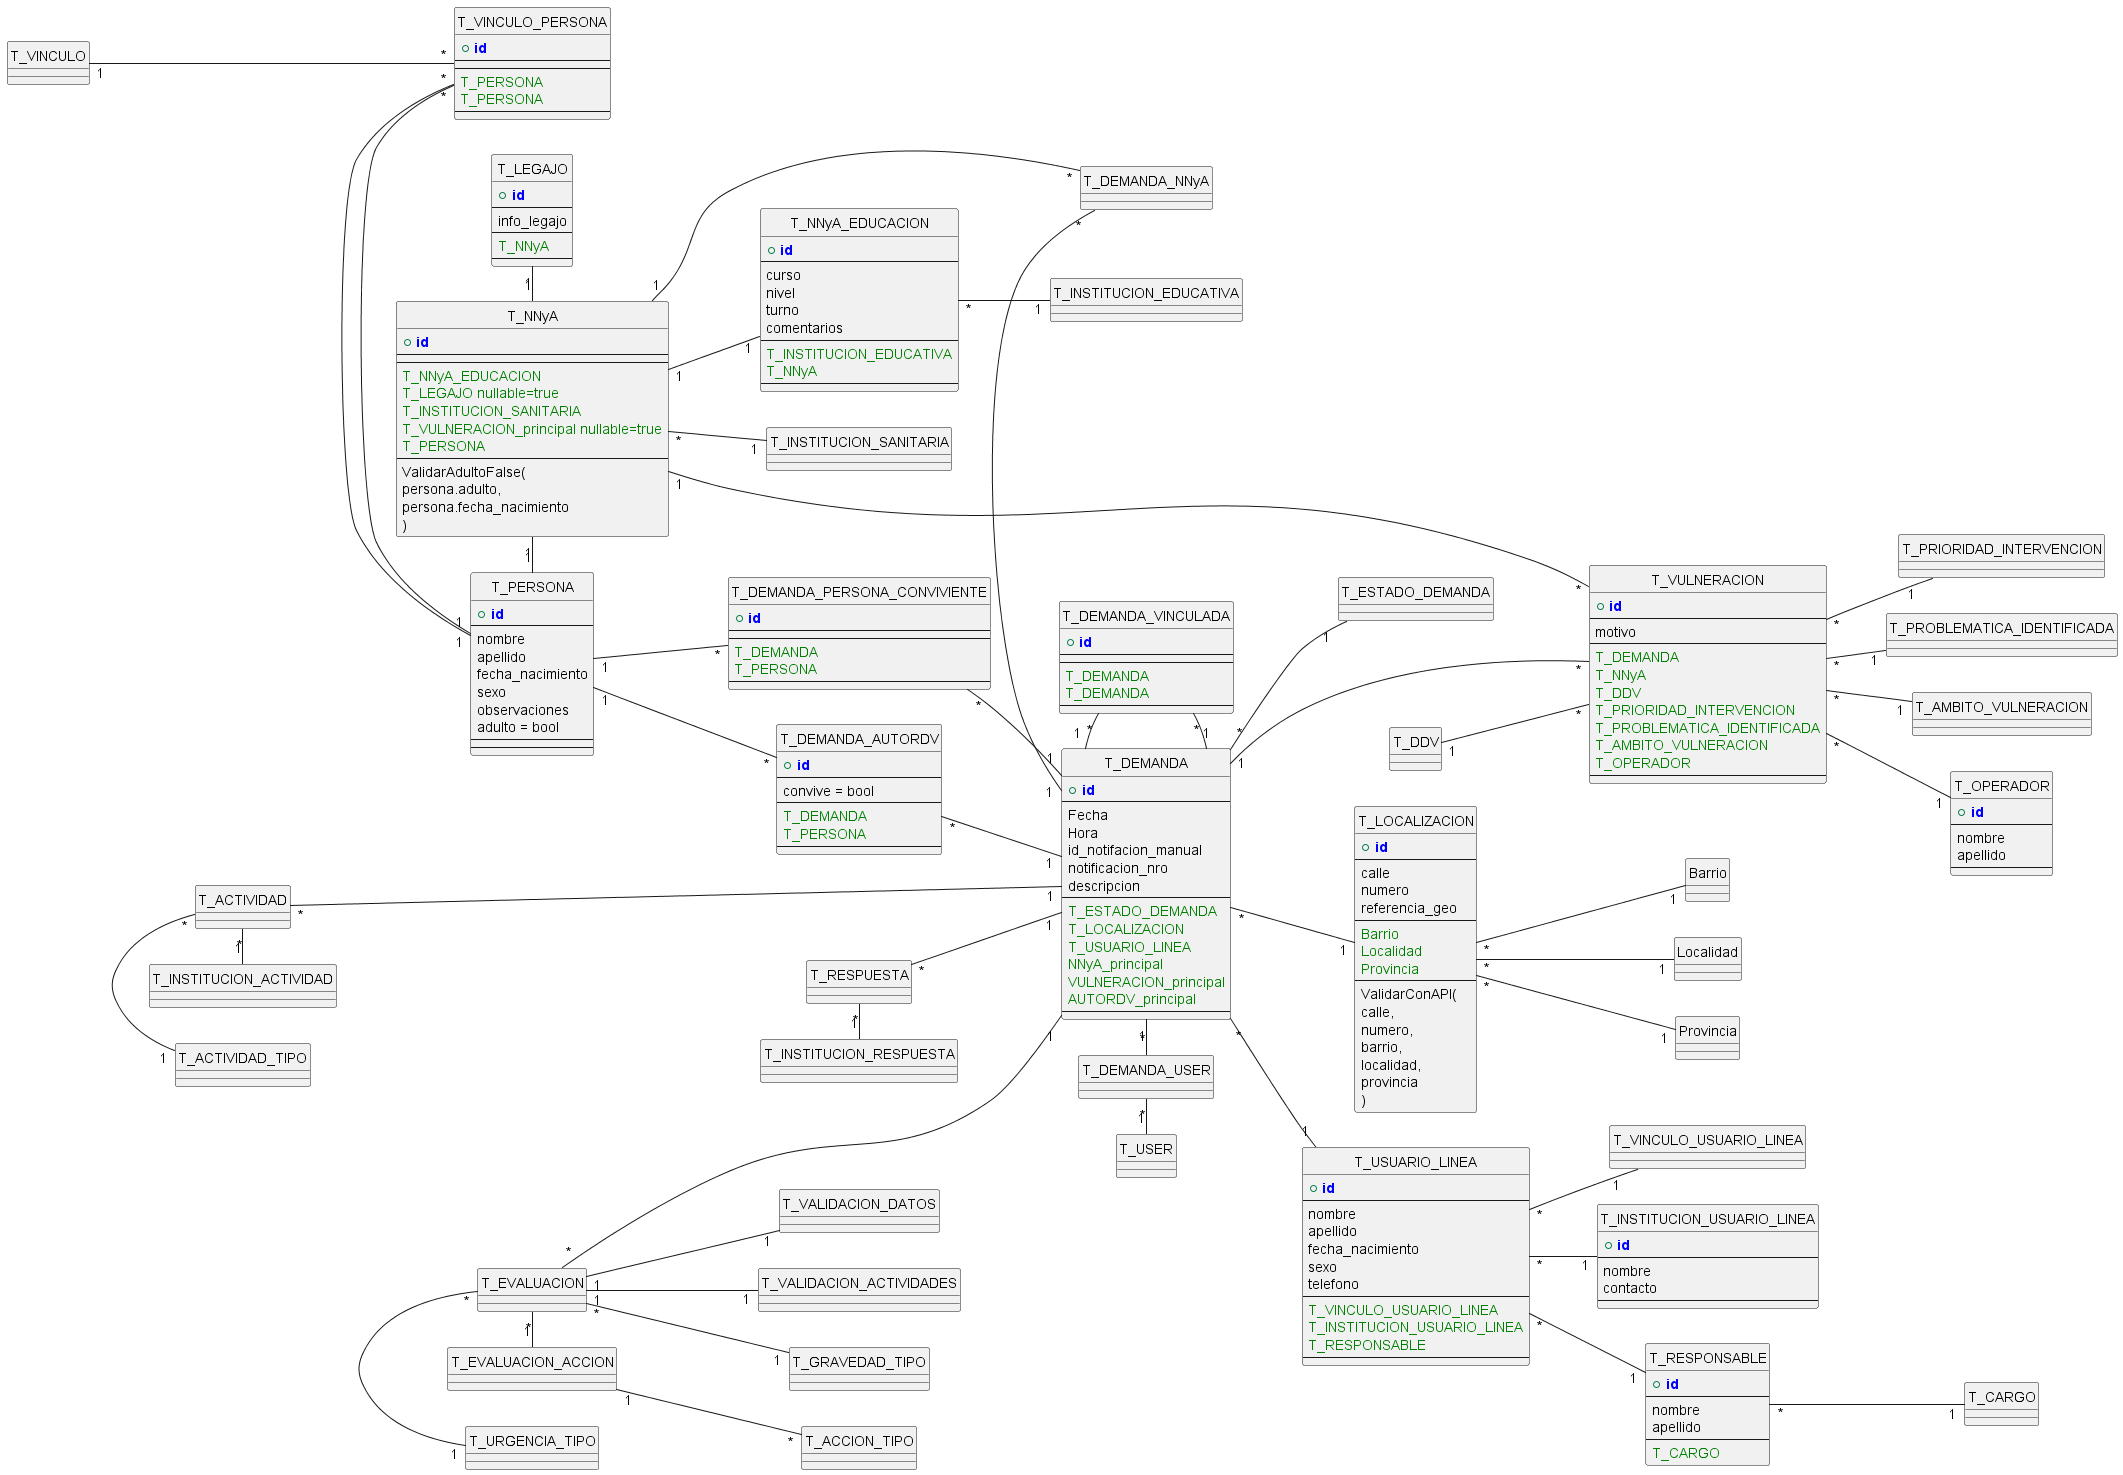 T_VINCULO
1
*
T_VINCULO_PERSONA
id
T_PERSONA
T_PERSONA
*
*
1
1
T_LEGAJO
id
info_legajo
T_NNyA
1
T_NNyA
id
T_NNyA_EDUCACION
T_LEGAJO nullable=true
T_INSTITUCION_SANITARIA
T_VULNERACION_principal nullable=true
T_PERSONA
ValidarAdultoFalse(
persona.adulto,
persona.fecha_nacimiento
)
1
*
T_DEMANDA_NNyA
*
1
T_NNyA_EDUCACION
id
curso
nivel
turno
comentarios
T_INSTITUCION_EDUCATIVA
T_NNyA
1
1
*
1
T_INSTITUCION_EDUCATIVA
*
1
T_INSTITUCION_SANITARIA
1
*
1
T_PERSONA
id
nombre
apellido
fecha_nacimiento
sexo
observaciones
adulto = bool
1
*
T_DEMANDA_PERSONA_CONVIVIENTE
id
T_DEMANDA
T_PERSONA
*
1
1
*
T_DEMANDA_AUTORDV
id
convive = bool
T_DEMANDA
T_PERSONA
*
1
T_DEMANDA_VINCULADA
id
T_DEMANDA
T_DEMANDA
*
1
*
1
T_ESTADO_DEMANDA
1
*
T_DEMANDA
id
Fecha
Hora
id_notifacion_manual
notificacion_nro
descripcion
T_ESTADO_DEMANDA
T_LOCALIZACION
T_USUARIO_LINEA
NNyA_principal
VULNERACION_principal
AUTORDV_principal
1
*
T_VULNERACION
id
motivo
T_DEMANDA
T_NNyA
T_DDV
T_PRIORIDAD_INTERVENCION
T_PROBLEMATICA_IDENTIFICADA
T_AMBITO_VULNERACION
T_OPERADOR
T_DDV
1
*
*
1
T_PRIORIDAD_INTERVENCION
*
1
T_PROBLEMATICA_IDENTIFICADA
*
1
T_AMBITO_VULNERACION
*
1
T_OPERADOR
id
nombre
apellido
*
1
T_LOCALIZACION
id
calle
numero
referencia_geo
Barrio
Localidad
Provincia
ValidarConAPI(
calle,
numero,
barrio,
localidad,
provincia
)
*
1
Barrio
*
1
Localidad
*
1
Provincia
T_ACTIVIDAD
*
1
*
1
T_INSTITUCION_ACTIVIDAD
*
1
T_ACTIVIDAD_TIPO
T_RESPUESTA
*
1
*
1
T_INSTITUCION_RESPUESTA
1
*
T_DEMANDA_USER
*
1
T_USER
*
1
T_USUARIO_LINEA
id
nombre
apellido
fecha_nacimiento
sexo
telefono
T_VINCULO_USUARIO_LINEA
T_INSTITUCION_USUARIO_LINEA
T_RESPONSABLE
*
1
T_VINCULO_USUARIO_LINEA
*
1
T_INSTITUCION_USUARIO_LINEA
id
nombre
contacto
*
1
T_RESPONSABLE
id
nombre
apellido
T_CARGO
*
1
T_CARGO
1
*
T_EVALUACION
1
1
T_VALIDACION_DATOS
1
1
T_VALIDACION_ACTIVIDADES
*
1
T_GRAVEDAD_TIPO
*
1
T_EVALUACION_ACCION
1
*
T_ACCION_TIPO
*
1
T_URGENCIA_TIPO